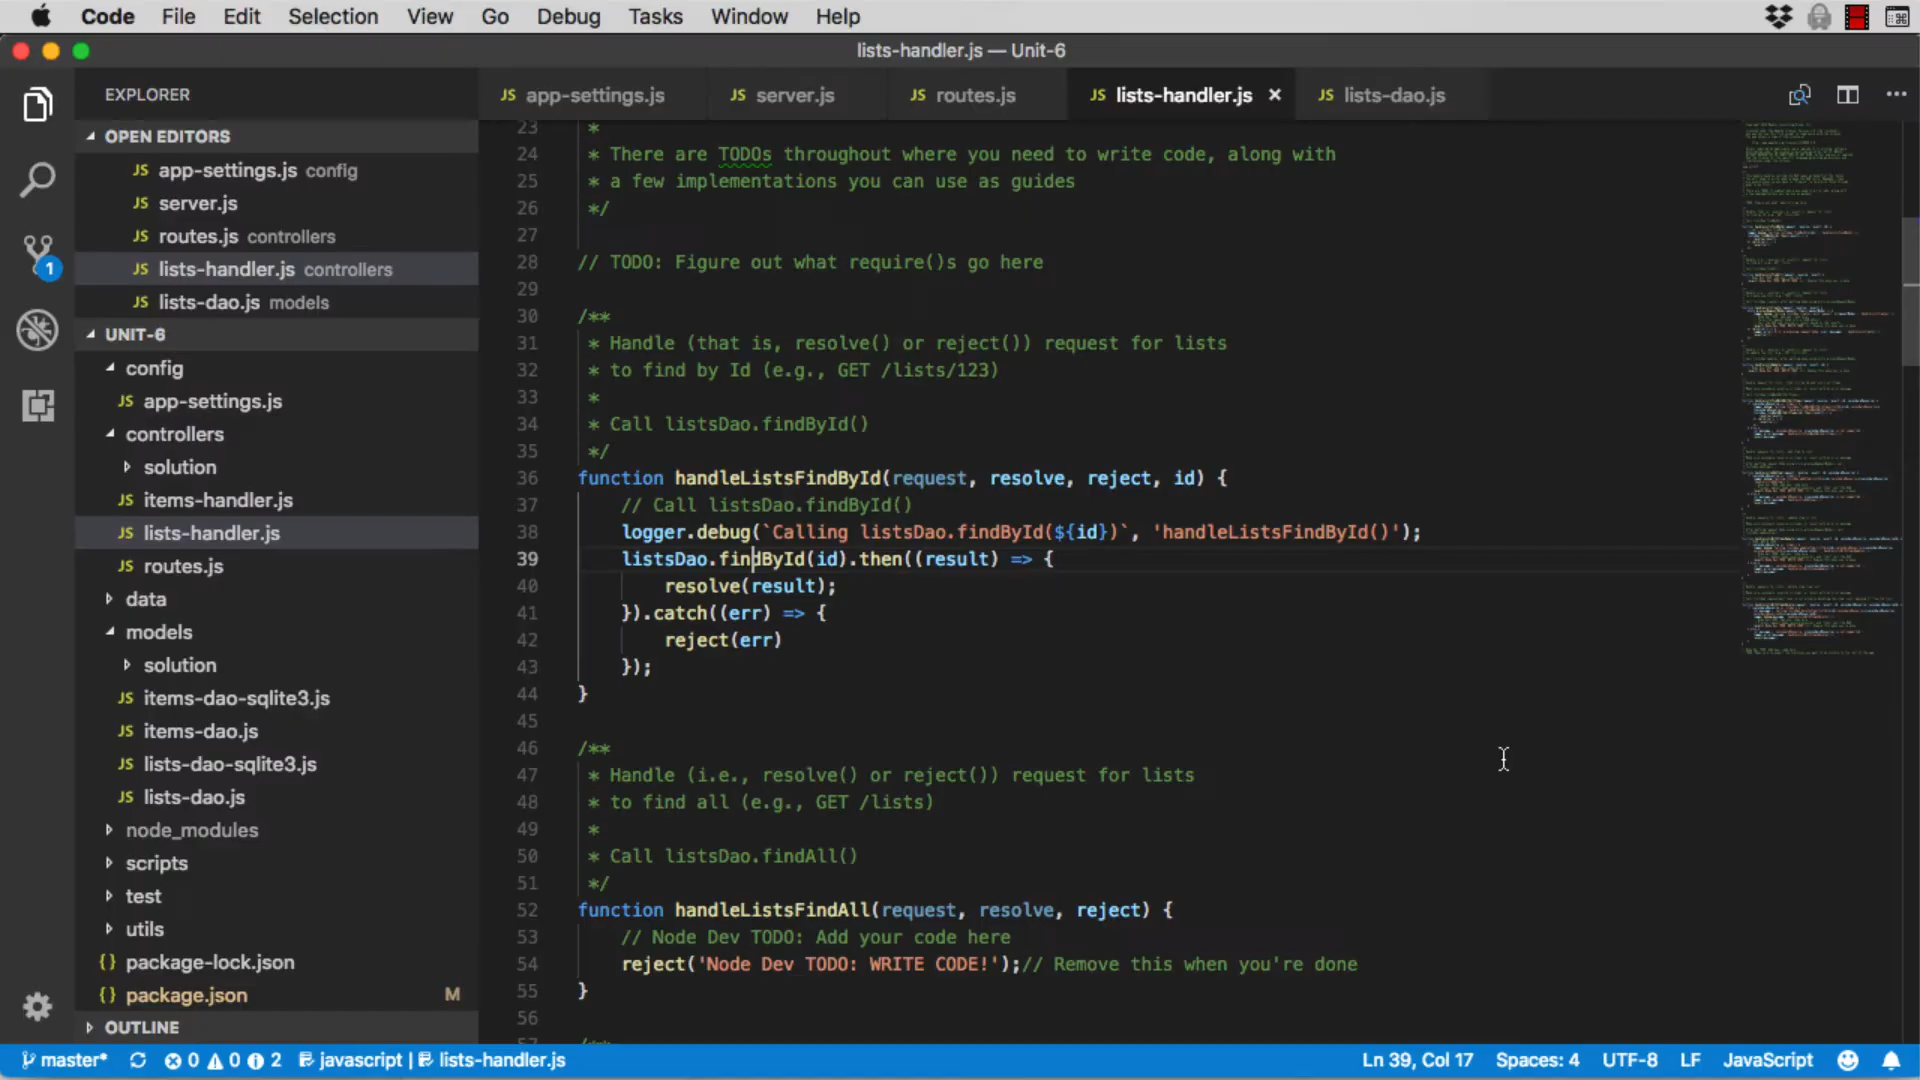 Code File Edit Selection View Go Debug Tasks Window Help
lists-handler.js — Unit-6
EXPLORER
OPEN EDITORS
JS app-settings.js config
JS server.js
JS routes.js controllers
JS lists-handler.js controllers
JS lists-dao.js models
1
UNIT-6
config
JS app-settings.js
controllers
solution
JS items-handler.js
JS lists-handler.js
JS routes.js
data
models
solution
JS items-dao-sqlite3.js
JS items-dao.js
JS lists-dao-sqlite3.js
JS lists-dao.js
node_modules
scripts
test
utils
{} package-lock.json
{} package.json M
OUTLINE
JS app-settings.js JS server.js JS routes.js JS lists-handler.js × JS lists-dao.js
23 *
24 * There are TODOs throughout where you need to write code, along with
25 * a few implementations you can use as guides
26 */
27
28 // TODO: Figure out what require()s go here
29
30 /**
31 * Handle (that is, resolve() or reject()) request for lists
32 * to find by Id (e.g., GET /lists/123)
33 *
34 * Call listsDao.findById()
35 */
36 function handleListsFindById(request, resolve, reject, id) {
37 // Call listsDao.findById()
38 logger.debug(`Calling listsDao.findById(${id})`, 'handleListsFindById()');
39 listsDao.findById(id).then((result) => {
40 resolve(result);
41 }).catch((err) => {
42 reject(err)
43 });
44 }
45
46 /**
47 * Handle (i.e., resolve() or reject()) request for lists
48 * to find all (e.g., GET /lists)
49 *
50 * Call listsDao.findAll()
51 */
52 function handleListsFindAll(request, resolve, reject) {
53 // Node Dev TODO: Add your code here
54 reject('Node Dev TODO: WRITE CODE!');// Remove this when you're done
55 }
56
master* 0 0 2 javascript | lists-handler.js Ln 39, Col 17 Spaces: 4 UTF-8 LF JavaScript